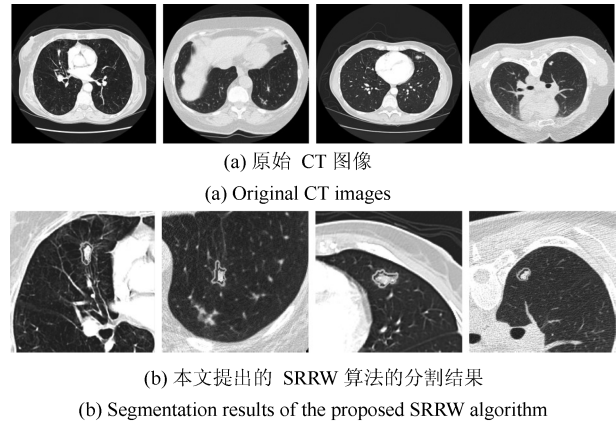 (a) 原始 CT 图像
(a) Original CT images
(b) 本文提出的 SRRW 算法的分割结果
(b) Segmentation results of the proposed SRRW algorithm